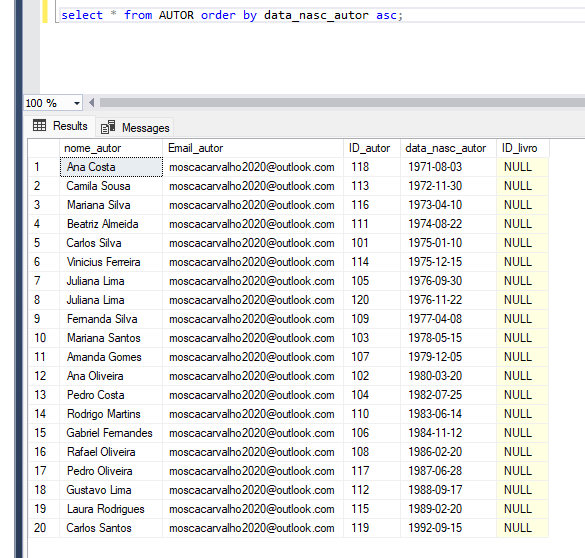 select * from AUTOR order by data_nasc_autor asc;
100 %
Results Messages
nome_autor Email_autor ID_autor data_nasc_autor ID_livro
1 Ana Costa moscacarvalho2020@outlook.com 118 1971-08-03 NULL
2 Camila Sousa moscacarvalho2020@outlook.com 113 1972-11-30 NULL
3 Mariana Silva moscacarvalho2020@outlook.com 116 1973-04-10 NULL
4 Beatriz Almeida moscacarvalho2020@outlook.com 111 1974-08-22 NULL
5 Carlos Silva moscacarvalho2020@outlook.com 101 1975-01-10 NULL
6 Vinicius Ferreira moscacarvalho2020@outlook.com 114 1975-12-15 NULL
7 Juliana Lima moscacarvalho2020@outlook.com 105 1976-09-30 NULL
8 Juliana Lima moscacarvalho2020@outlook.com 120 1976-11-22 NULL
9 Fernanda Silva moscacarvalho2020@outlook.com 109 1977-04-08 NULL
10 Mariana Santos moscacarvalho2020@outlook.com 103 1978-05-15 NULL
11 Amanda Gomes moscacarvalho2020@outlook.com 107 1979-12-05 NULL
12 Ana Oliveira moscacarvalho2020@outlook.com 102 1980-03-20 NULL
13 Pedro Costa moscacarvalho2020@outlook.com 104 1982-07-25 NULL
14 Rodrigo Martins moscacarvalho2020@outlook.com 110 1983-06-14 NULL
15 Gabriel Fernandes moscacarvalho2020@outlook.com 106 1984-11-12 NULL
16 Rafael Oliveira moscacarvalho2020@outlook.com 108 1986-02-20 NULL
17 Pedro Oliveira moscacarvalho2020@outlook.com 117 1987-06-28 NULL
18 Gustavo Lima moscacarvalho2020@outlook.com 112 1988-09-17 NULL
19 Laura Rodrigues moscacarvalho2020@outlook.com 115 1989-02-20 NULL
20 Carlos Santos moscacarvalho2020@outlook.com 119 1992-09-15 NULL